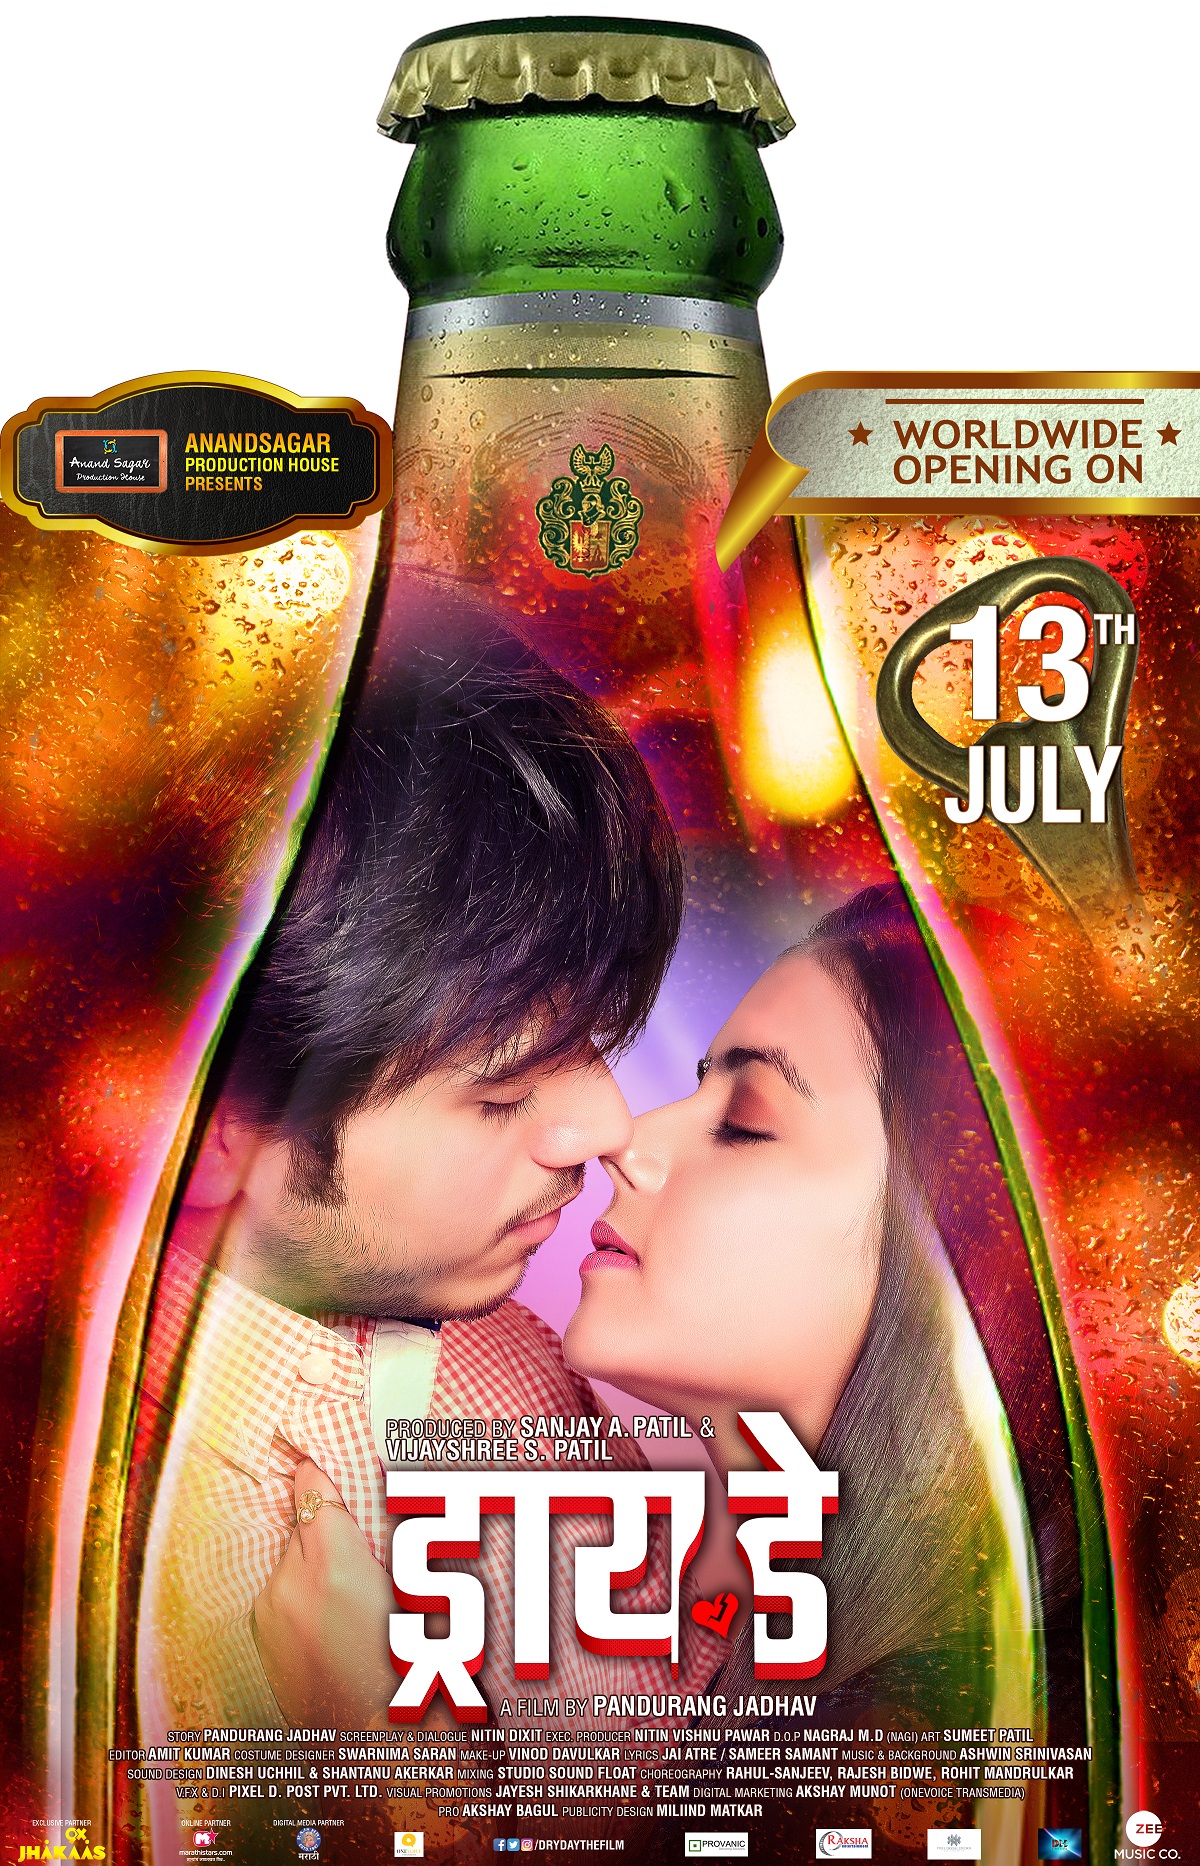 Anand Sagar
Production House
ANANDSAGAR
PRODUCTION HOUSE
PRESENTS
WORLDWIDE
OPENING ON
13TH
JULY
PRODUCED BY SANJAY A. PATIL &
VIJAYSHREE S. PATIL
ड्राय डे
A FILM BY PANDURANG JADHAV
STORY PANDURANG JADHAV SCREENPLAY & DIALOGUE NITIN DIXIT EXEC. PRODUCER NITIN VISHNU PAWAR D.O.P NAGRAJ M.D (NAGI) ART SUMEET PATIL
EDITOR AMIT KUMAR COSTUME DESIGNER SWARNIMA SARAN MAKE-UP VINOD DAVULKAR LYRICS JAI ATRE / SAMEER SAMANT MUSIC & BACKGROUND ASHWIN SRINIVASAN
SOUND DESIGN DINESH UCHHIL & SHANTANU AKERKAR MIXING STUDIO SOUND FLOAT CHOREOGRAPHY RAHUL-SANJEEV, RAJESH BIDWE, ROHIT MANDRULKAR
V.F.X & D.I PIXEL D. POST PVT. LTD. VISUAL PROMOTIONS JAYESH SHIKARKHANE & TEAM DIGITAL MARKETING AKSHAY MUNOT (ONEVOICE TRANSMEDIA)
PRO AKSHAY BAGUL PUBLICITY DESIGN MILIIND MATKAR
EXCLUSIVE PARTNER
9X
JHAKAAS
ONLINE PARTNER
marathistars.com
DIGITAL MEDIA PARTNER
मराठी
/DRYDAYTHEFILM
PROVANIC
RAKSHA
ZEE
MUSIC CO.